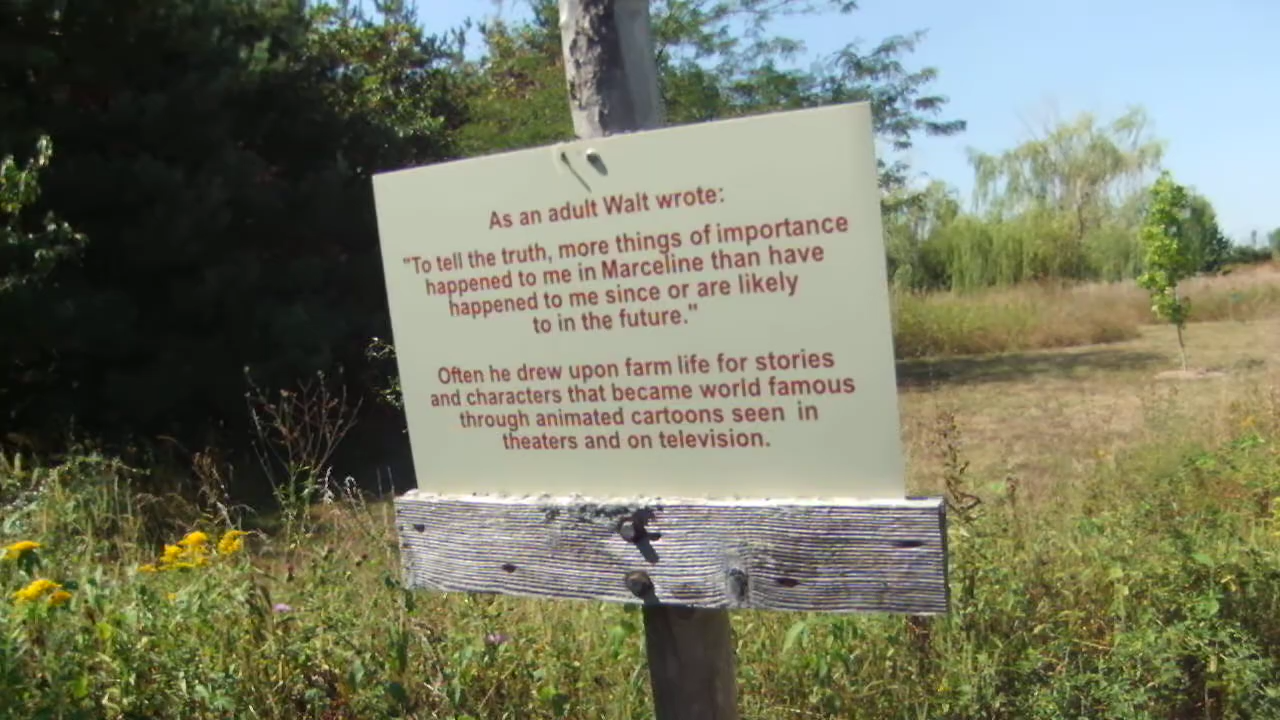 As an adult Walt wrote:
"To tell the truth, more things of importance
happened to me in Marceline than have
happened to me since or are likely
to in the future."
Often he drew upon farm life for stories
and characters that became world famous
through animated cartoons seen in
theaters and on television.